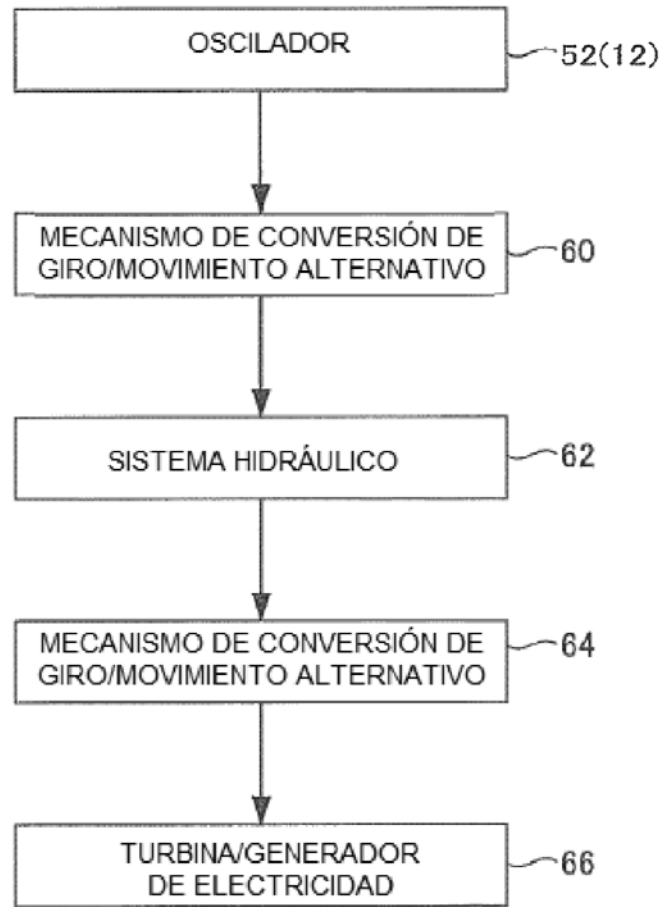 OSCILADOR
52(12)
MECANISMO DE CONVERSIÓN DE
GIRO/MOVIMIENTO ALTERNATIVO
60
SISTEMA HIDRÁULICO
62
MECANISMO DE CONVERSIÓN DE
GIRO/MOVIMIENTO ALTERNATIVO
64
TURBINA/GENERADOR
DE ELECTRICIDAD
66